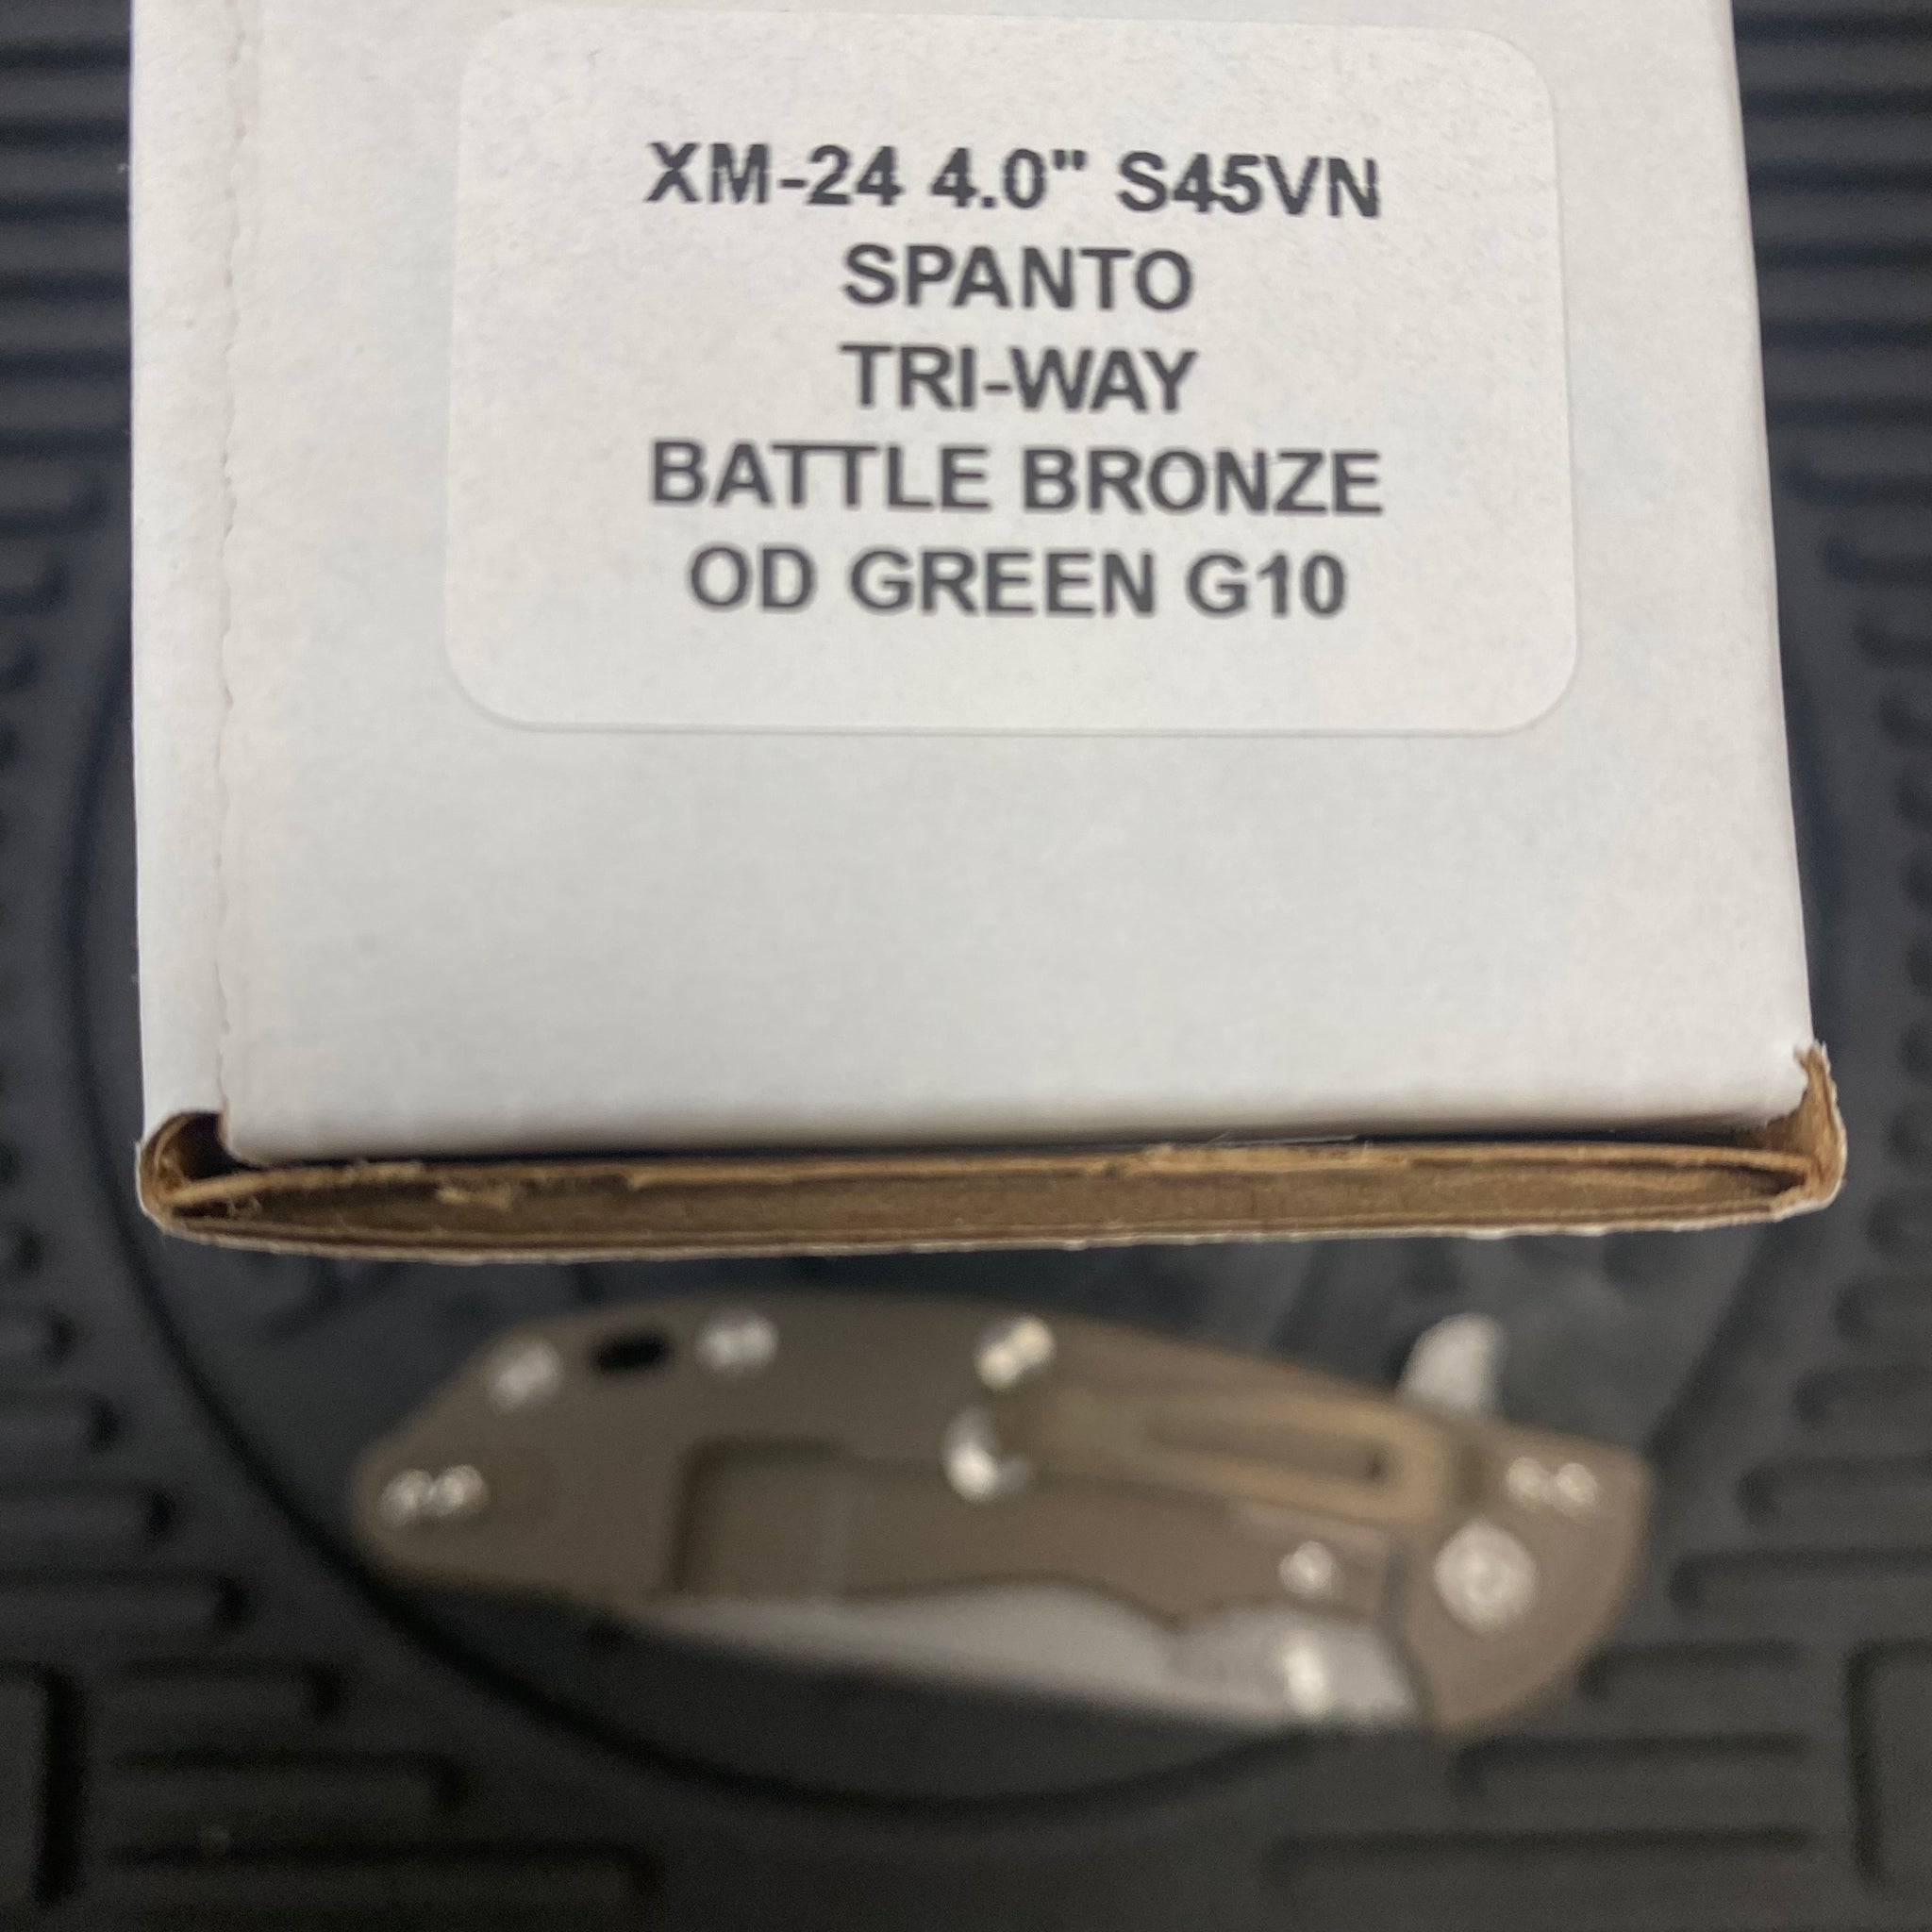 XM-24 4.0" S45VN
SPANTO
TRI-WAY
BATTLE BRONZE
OD GREEN G10